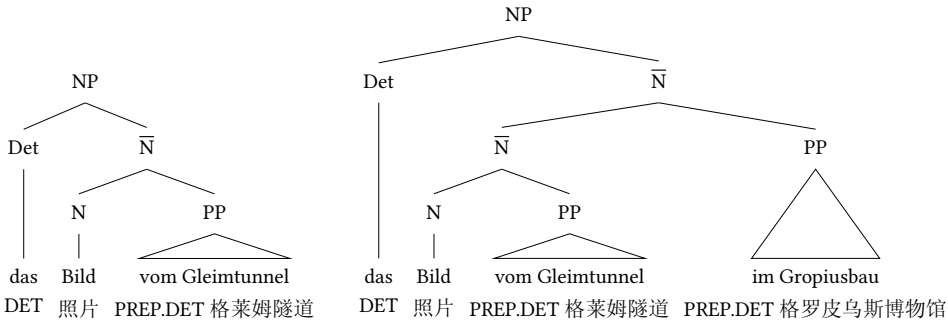 NP
Det N̅
N PP
das Bild vom Gleimtunnel
DET 照片 PREP.DET 格莱姆隧道
NP
Det N̅
N̅ PP
N PP
das Bild vom Gleimtunnel im Gropiusbau
DET 照片 PREP.DET 格莱姆隧道 PREP.DET 格罗皮乌斯博物馆